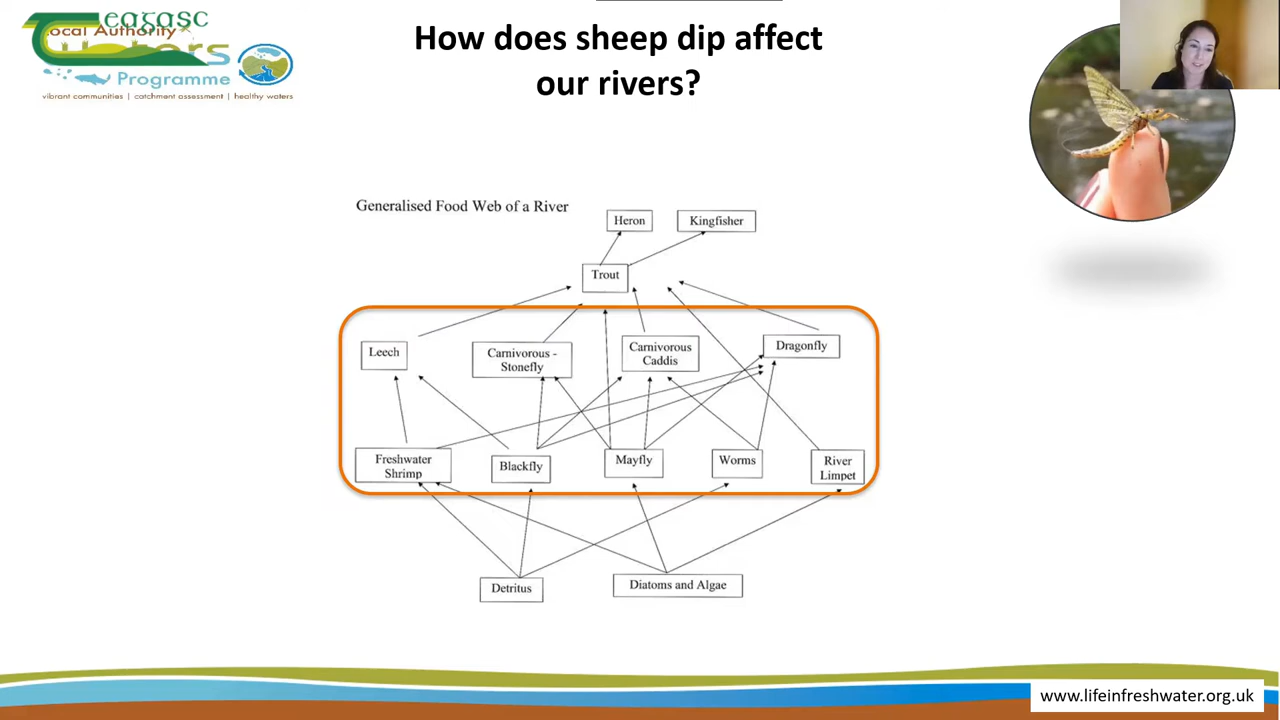 Teagasc
Local Authority
Waters
Programme
vibrant communities | catchment assessment | healthy waters
How does sheep dip affect
our rivers?
Generalised Food Web of a River
Heron
Kingfisher
Trout
Leech
Carnivorous -
Stonefly
Carnivorous
Caddis
Dragonfly
Freshwater
Shrimp
Blackfly
Mayfly
Worms
River
Limpet
Detritus
Diatoms and Algae
www.lifeinfreshwater.org.uk